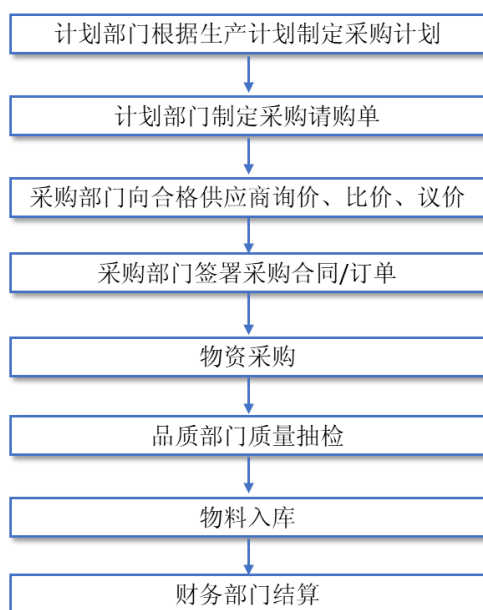 计划部门根据生产计划制定采购计划
计划部门制定采购请购单
采购部门向合格供应商询价、比价、议价
采购部门签署采购合同/订单
物资采购
品质部门质量抽检
物料入库
财务部门结算